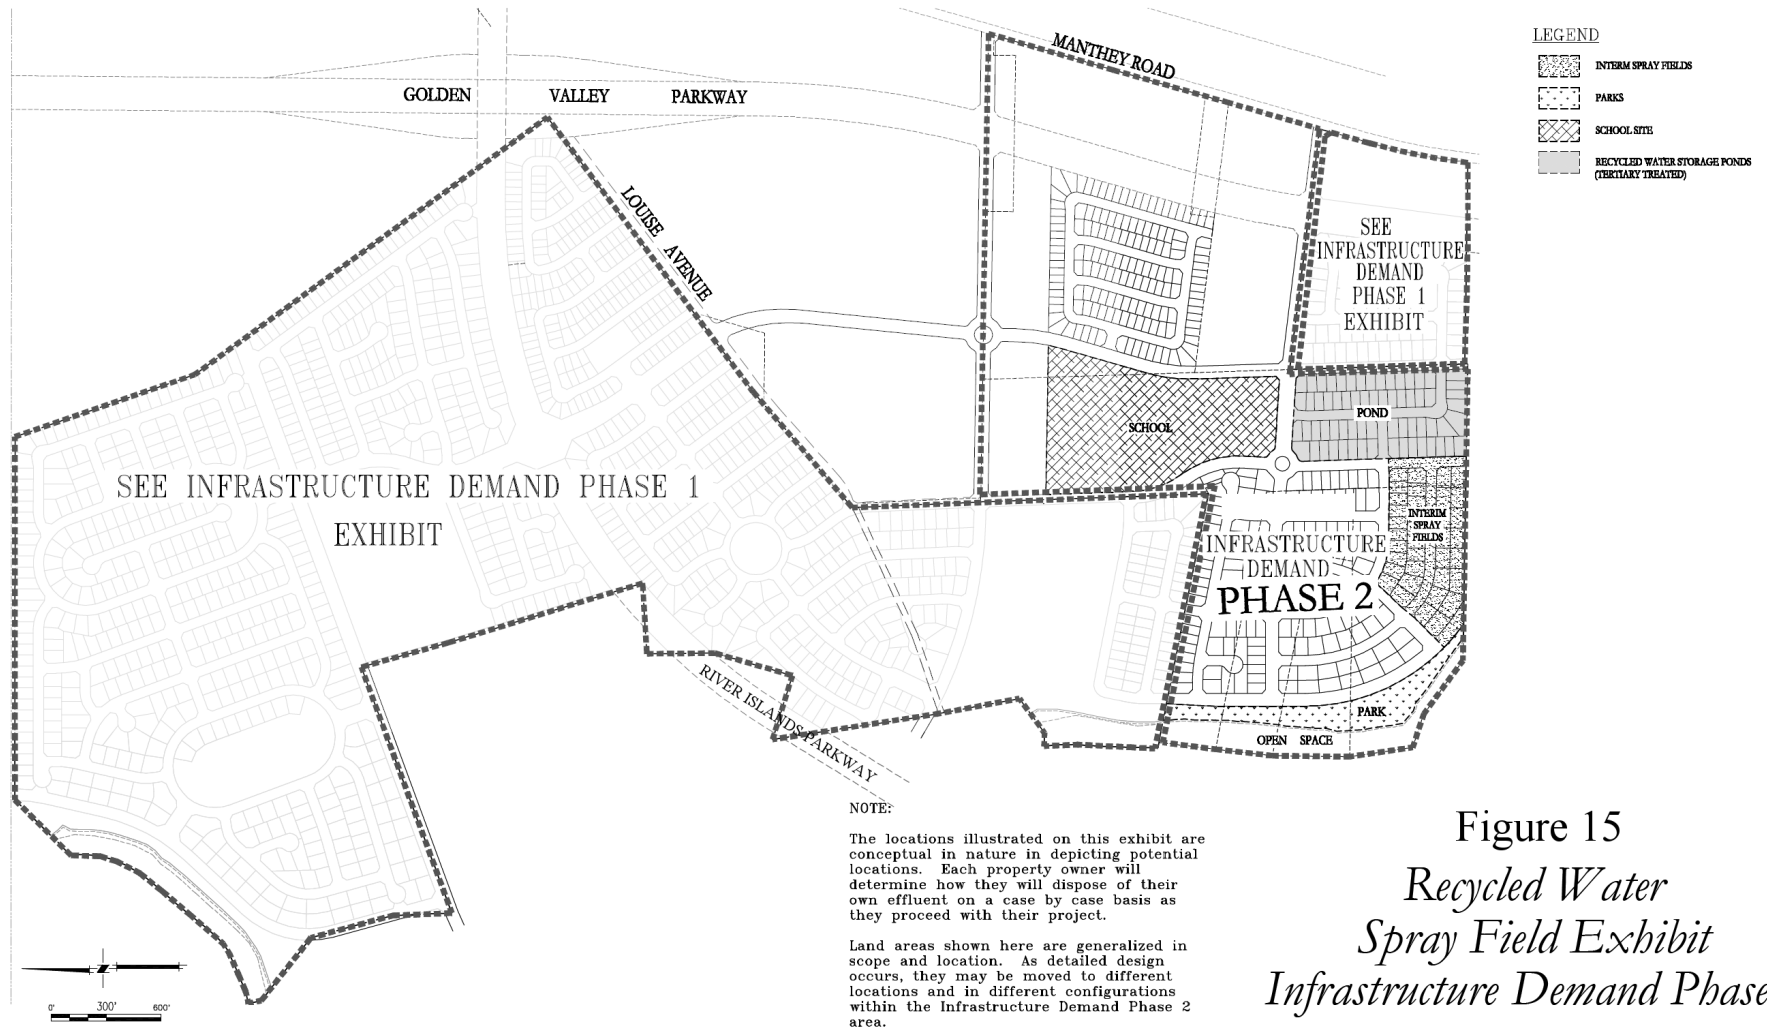 MANTHEY ROAD
GOLDEN VALLEY PARKWAY
LOUISE AVENUE
LEGEND
INTERM SPRAY FIELDS
PARKS
SCHOOL SITE
RECYCLED WATER STORAGE PONDS
(TERTIARY TREATED)
SEE
INFRASTRUCTURE
DEMAND
PHASE 1
EXHIBIT
POND
SCHOOL
SEE INFRASTRUCTURE DEMAND PHASE 1
EXHIBIT
INTERIM
SPRAY
FIELDS
INFRASTRUCTURE
DEMAND
PHASE 2
RIVER ISLANDS PARKWAY
PARK
OPEN SPACE
NOTE:
The locations illustrated on this exhibit are
conceptual in nature in depicting potential
locations. Each property owner will
determine how they will dispose of their
own effluent on a case by case basis as
they proceed with their project.
Land areas shown here are generalized in
scope and location. As detailed design
occurs, they may be moved to different
locations and in different configurations
within the Infrastructure Demand Phase 2
area.
Figure 15
Recycled Water
Spray Field Exhibit
Infrastructure Demand Phase
0' 300' 600'